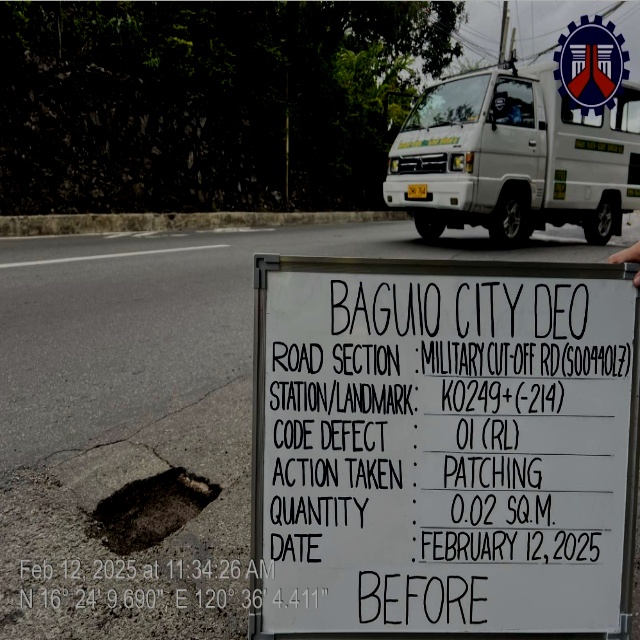 BAGUIO CITY DEO
ROAD SECTION : MILITARY CUT-OFF RD (S004401LZ)
STATION/LANDMARK: K0249+(-214)
CODE DEFECT : 01 (RL)
ACTION TAKEN : PATCHING
QUANTITY : 0.02 SQ.M.
DATE : FEBRUARY 12, 2025
BEFORE
Feb 12, 2025 at 11:34:26 AM
N 16° 24' 9.690", E 120° 36' 4.411"